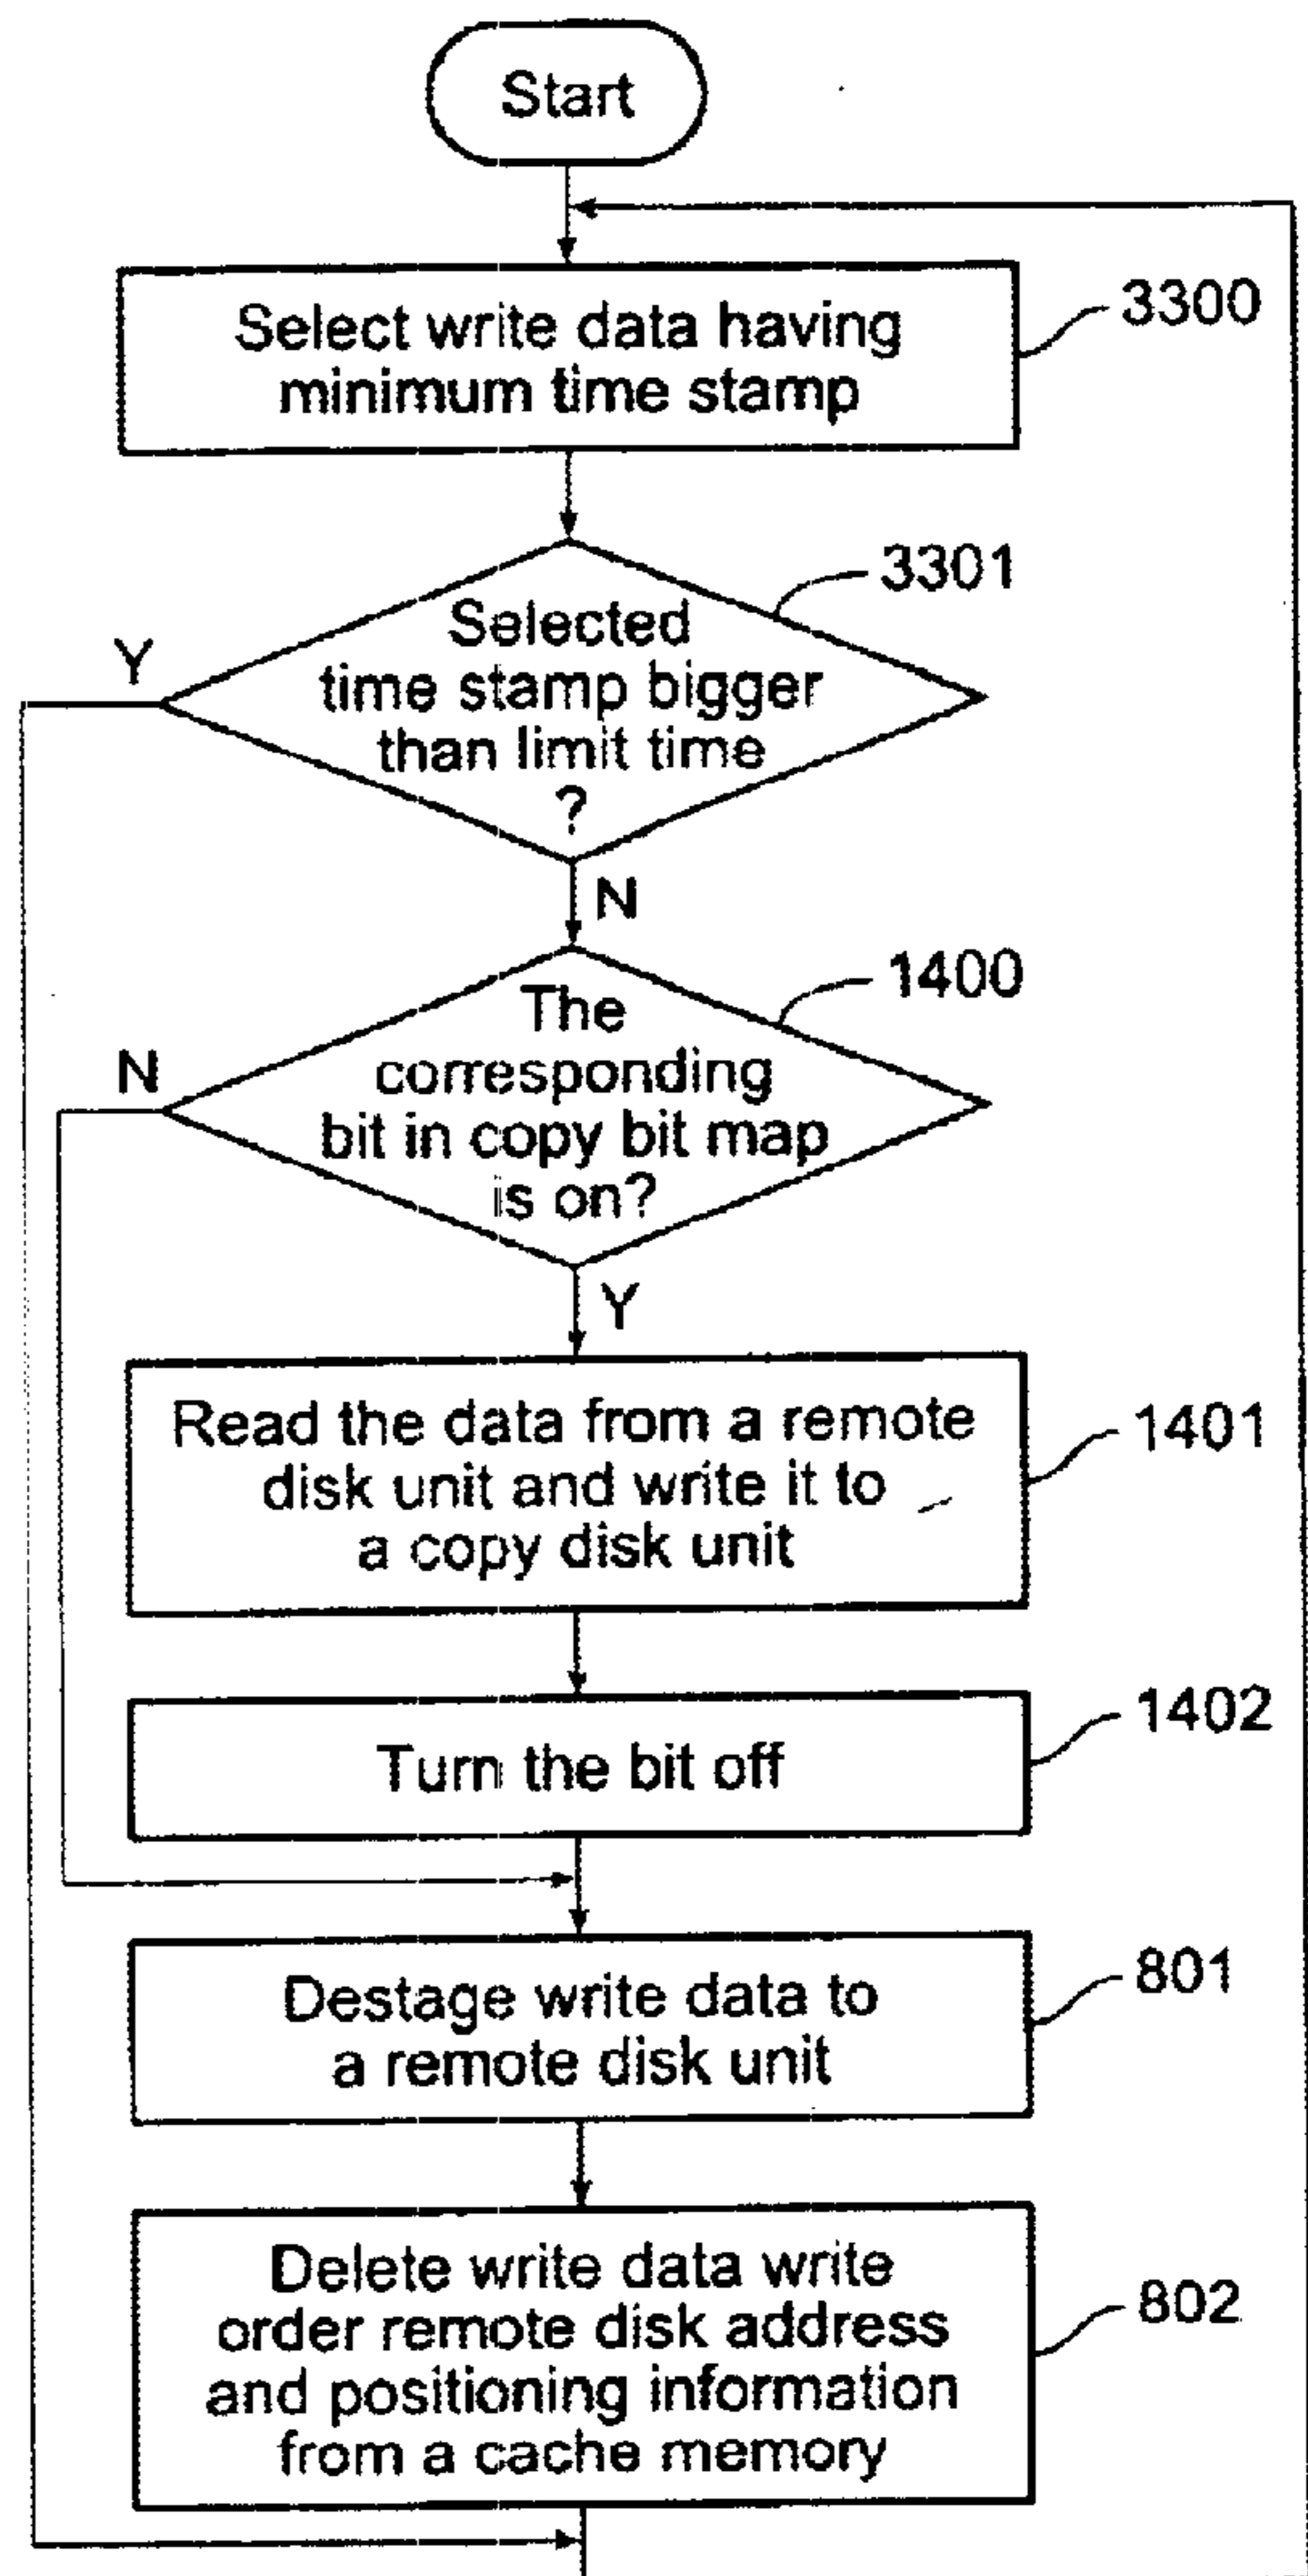 Start
Select write data having
minimum time stamp
3300
Selected
time stamp bigger
than limit time
?
3301
Y
N
The
corresponding
bit in copy bit map
is on?
1400
N
Y
Read the data from a remote
disk unit and write it to
a copy disk unit
1401
Turn the bit off
1402
Destage write data to
a remote disk unit
801
Delete write data write
order remote disk address
and positioning information
from a cache memory
802